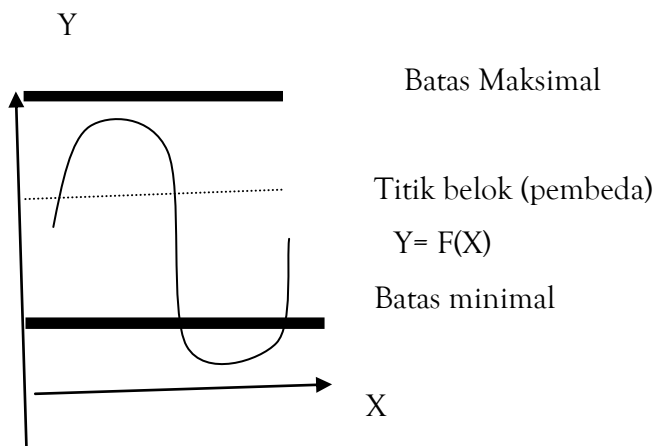 Y
Batas Maksimal
Titik belok (pembeda)
Y= F(X)
Batas minimal
X